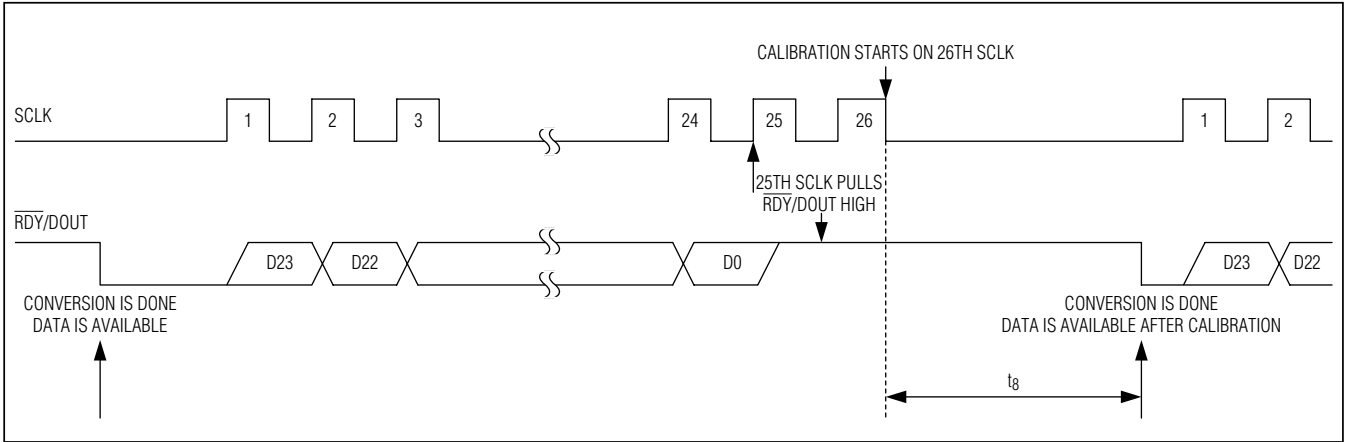 CALIBRATION STARTS ON 26TH SCLK
SCLK
1
2
3
24
25
26
1
2
25TH SCLK PULLS
RDY/DOUT HIGH
RDY/DOUT
D23
D22
D0
D23
D22
CONVERSION IS DONE
DATA IS AVAILABLE
CONVERSION IS DONE
DATA IS AVAILABLE AFTER CALIBRATION
t8